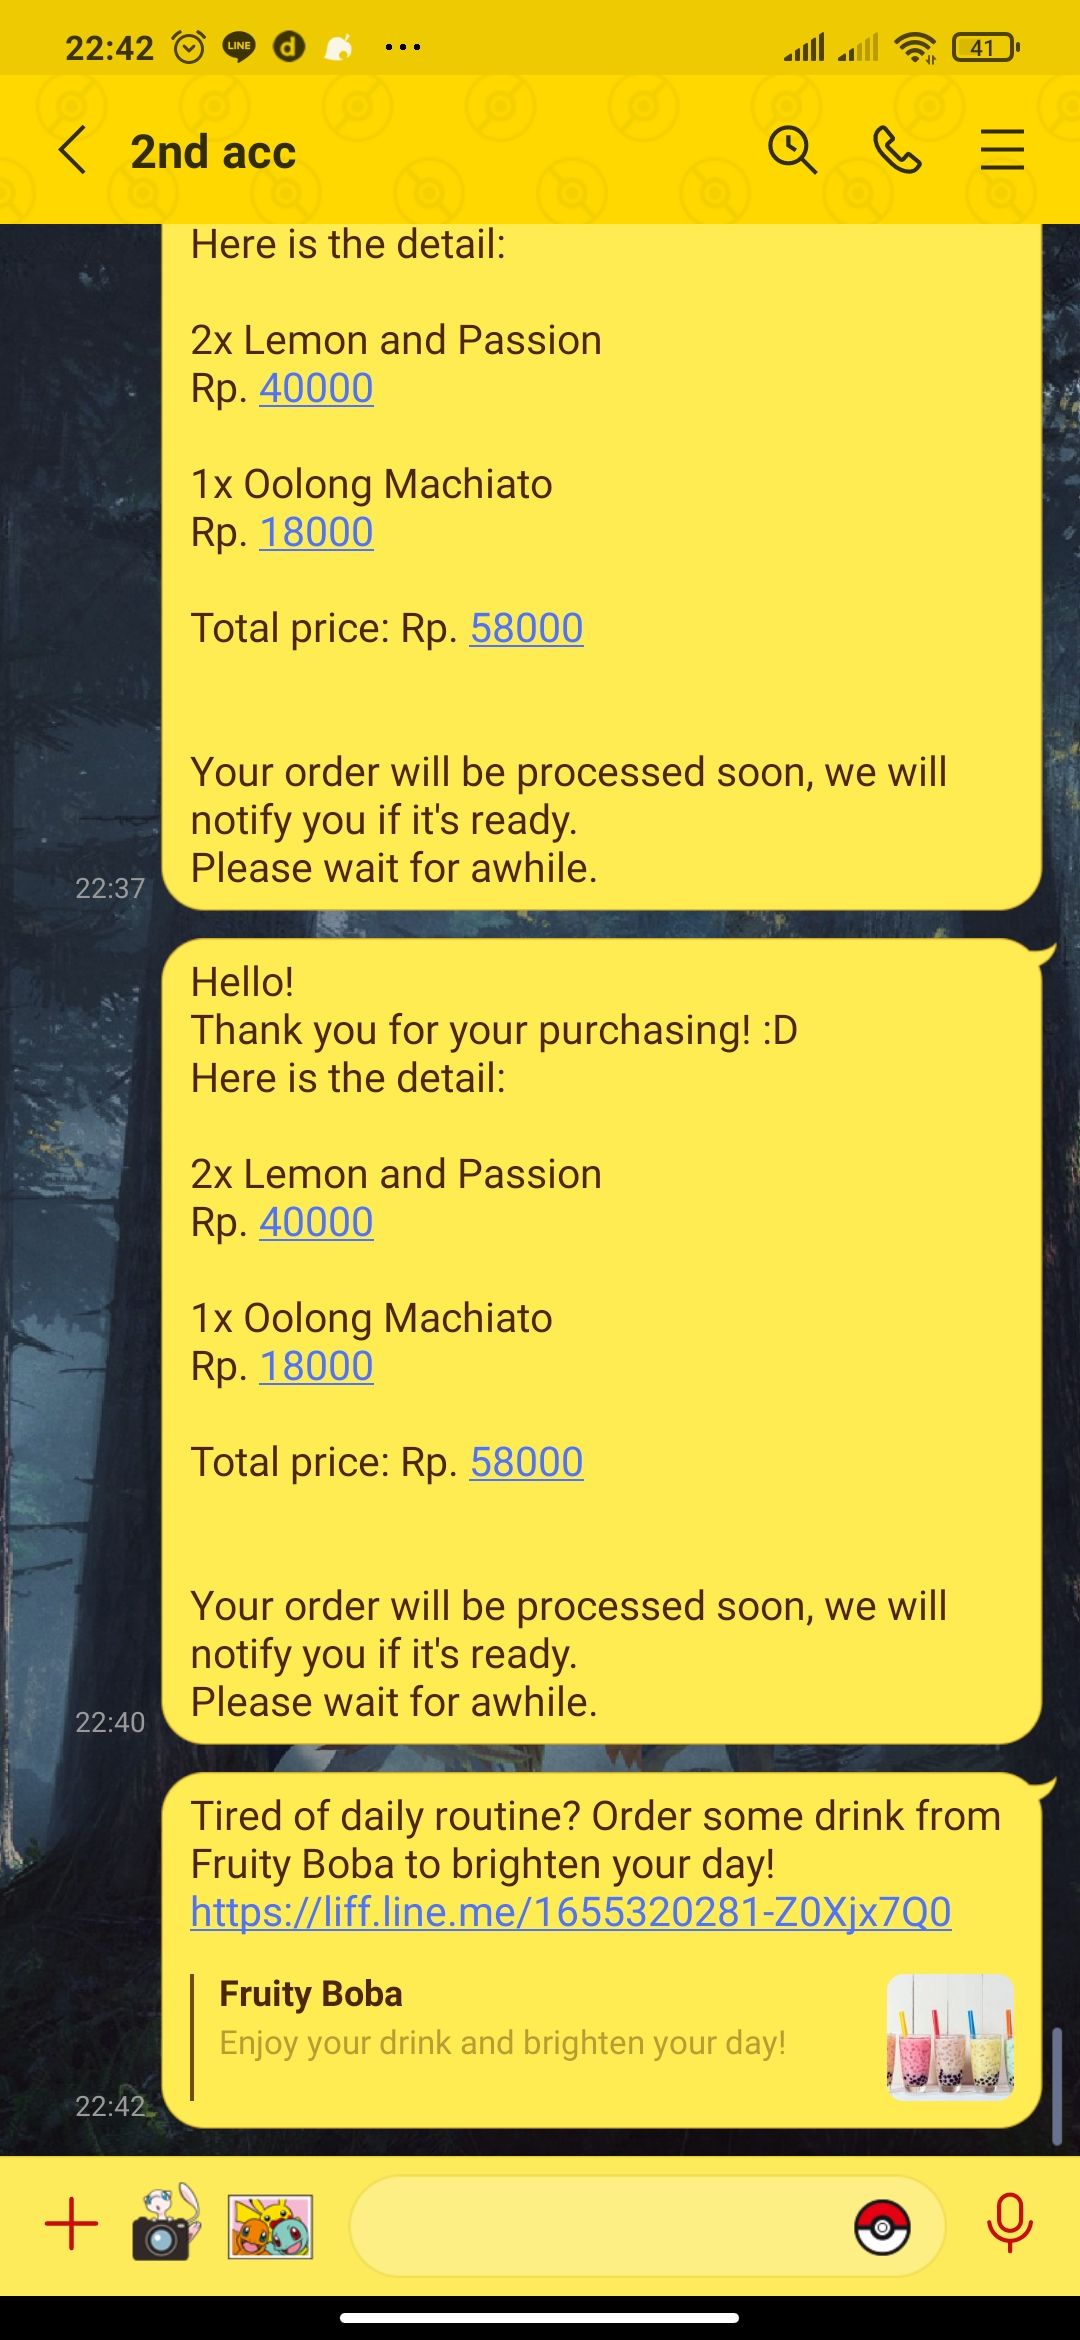 22:42
LINE
d
41
2nd acc
Here is the detail:
2x Lemon and Passion
Rp. 40000
1x Oolong Machiato
Rp. 18000
Total price: Rp. 58000
Your order will be processed soon, we will
notify you if it's ready.
Please wait for awhile.
22:37
Hello!
Thank you for your purchasing! :D
Here is the detail:
2x Lemon and Passion
Rp. 40000
1x Oolong Machiato
Rp. 18000
Total price: Rp. 58000
Your order will be processed soon, we will
notify you if it's ready.
Please wait for awhile.
22:40
Tired of daily routine? Order some drink from
Fruity Boba to brighten your day!
https://liff.line.me/1655320281-Z0Xjx7Q0
Fruity Boba
Enjoy your drink and brighten your day!
22:42